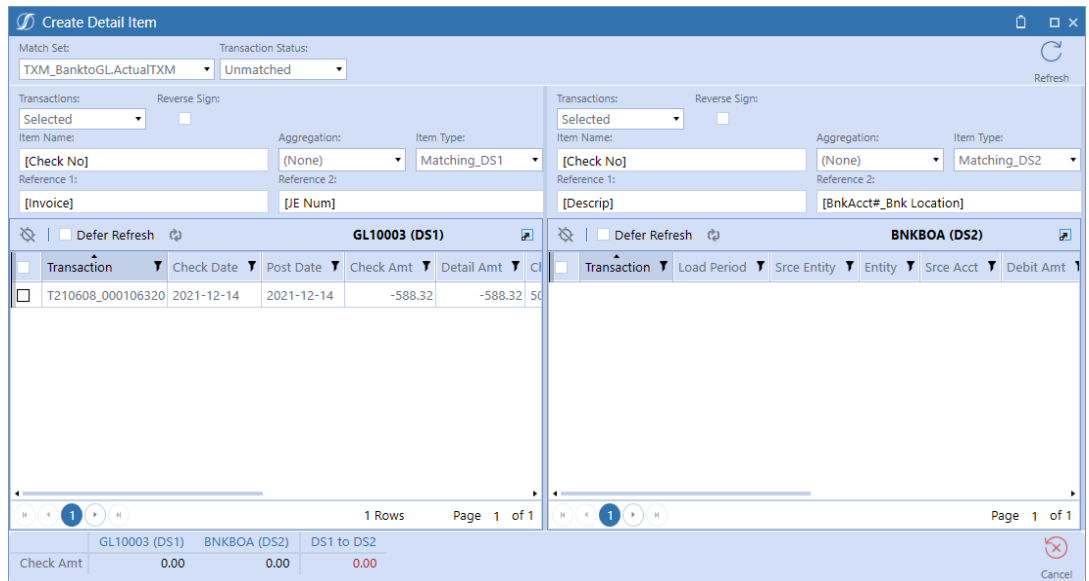 Create Detail Item
Match Set: Transaction Status:
TXM_BanktoGL.ActualTXM Unmatched
Refresh
Transactions: Reverse Sign:
Selected
Item Name: Aggregation: Item Type:
[Check No] (None) Matching_DS1
Reference 1: Reference 2:
[Invoice] [JE Num]
Transactions: Reverse Sign:
Selected
Item Name: Aggregation: Item Type:
[Check No] (None) Matching_DS2
Reference 1: Reference 2:
[Descrip] [BnkAcct#_Bnk Location]
Defer Refresh GL10003 (DS1)
Transaction Check Date Post Date Check Amt Detail Amt
T210608_000106320 2021-12-14 2021-12-14 -588.32 -588.32 50
1 1 Rows Page 1 of 1
Defer Refresh BNKBOA (DS2)
Transaction Load Period Srce Entity Entity Srce Acct Debit Amt
1 Page 1 of 1
GL10003 (DS1) BNKBOA (DS2) DS1 to DS2
Check Amt 0.00 0.00 0.00
Cancel